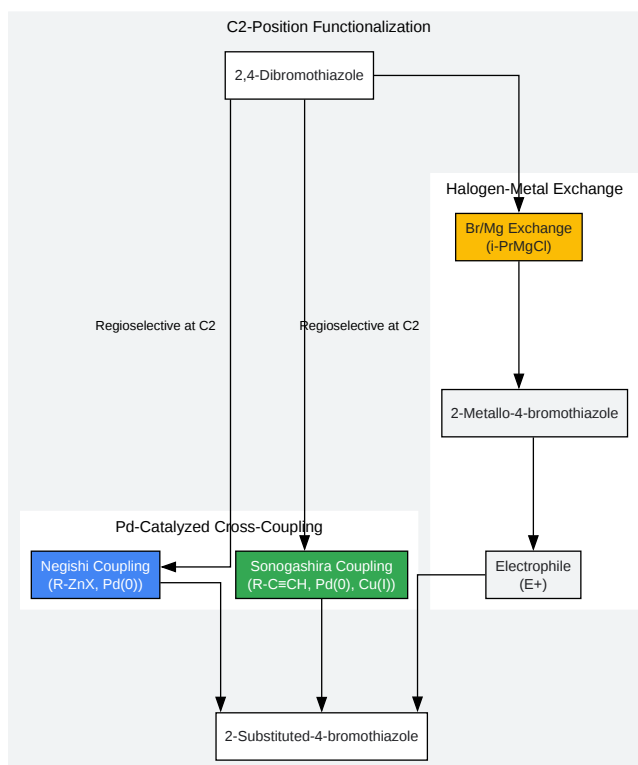 C2-Position Functionalization
2,4-Dibromothiazole
Halogen-Metal Exchange
Br/Mg Exchange
(i-PrMgCl)
Regioselective at C2
Regioselective at C2
2-Metallo-4-bromothiazole
Pd-Catalyzed Cross-Coupling
Negishi Coupling
(R-ZnX, Pd(0))
Sonogashira Coupling
(R-C≡CH, Pd(0), Cu(I))
Electrophile
(E+)
2-Substituted-4-bromothiazole